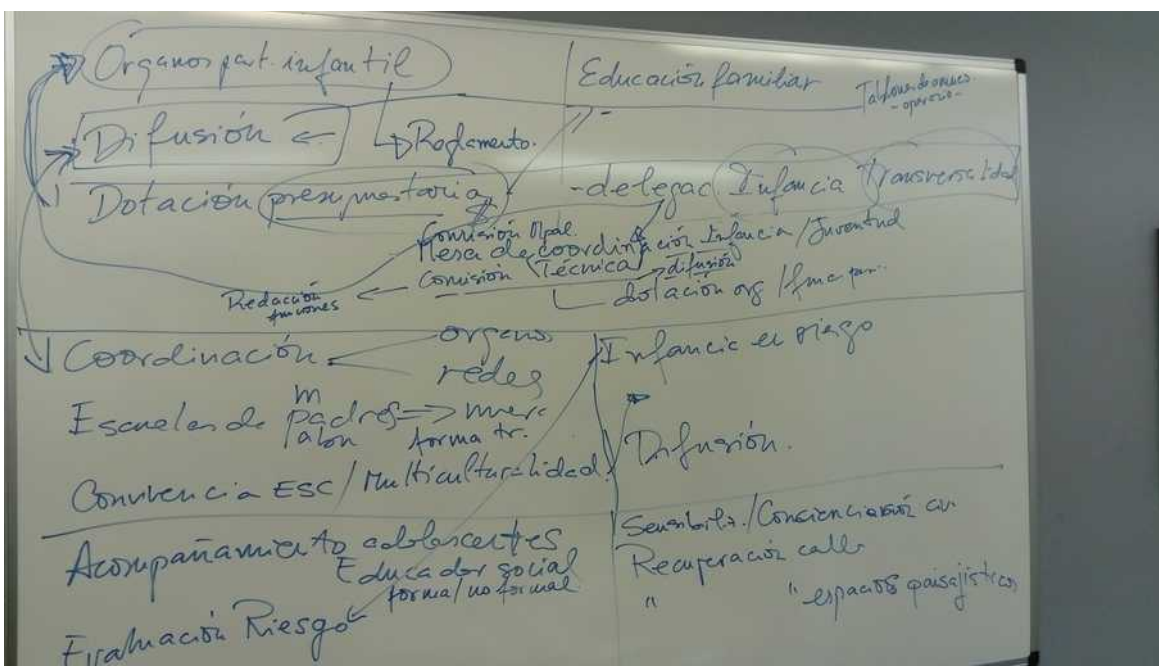 Organos part. infantil
Educación familiar
Difusión
Reglamento.
Dotación presupuestaria
-delegac. Infancia Transversalidad
Comisión Mpal.
Mesa de coordinación Infancia/Juventud
Comisión (Técnica)
difusión
Redacción
funciones
dotación org
Coordinación
organos
redes
Infancia en riesgo
Escuelas de padres
m
forma tr.
Difusión.
Convivencia ESC/Multiculturalidad
Sensibiliz./Concienciación
Acompañamiento adolescentes
Educador social
formal/no formal
Recuperación calle
" " espacios paisajísticos
Evaluación Riesgo